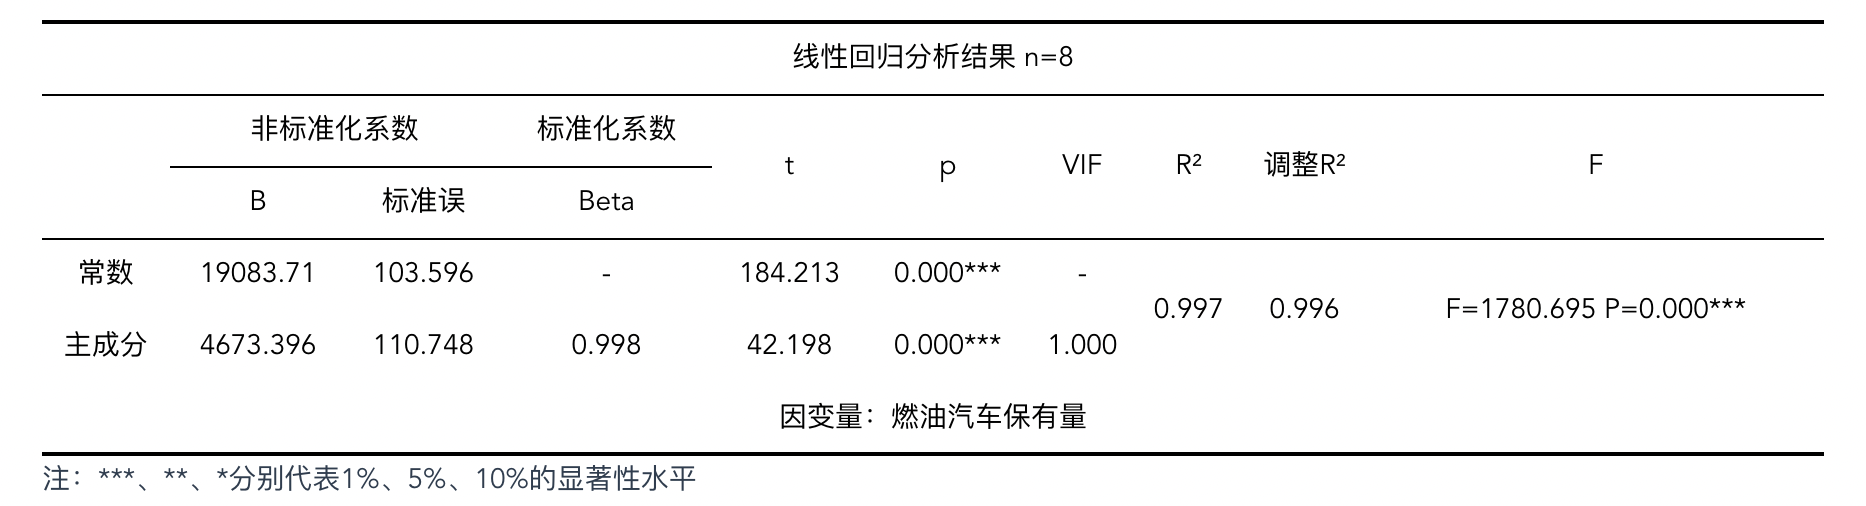 线性回归分析结果 n=8
非标准化系数 标准化系数 t p VIF R² 调整R² F
B 标准误 Beta
常数 19083.71 103.596 - 184.213 0.000*** - 0.997 0.996 F=1780.695 P=0.000***
主成分 4673.396 110.748 0.998 42.198 0.000*** 1.000
因变量：燃油汽车保有量
注：***、**、*分别代表1%、5%、10%的显著性水平